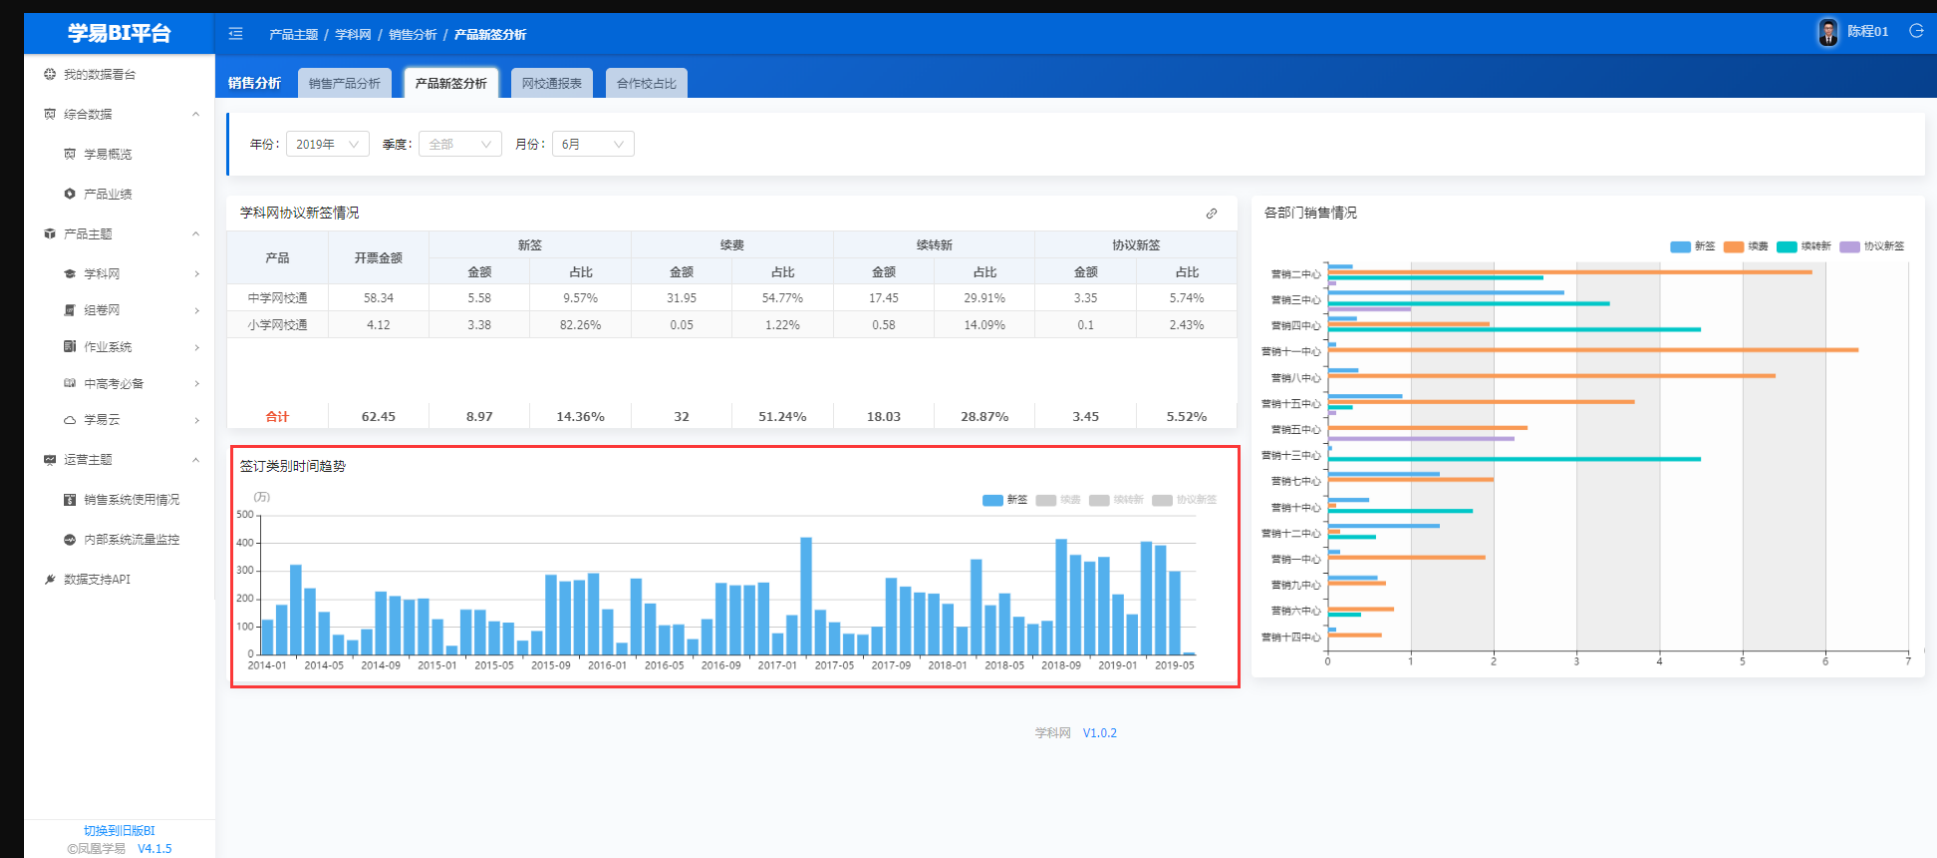 学易BI平台
产品主题 / 学科网 / 销售分析 / 产品新签分析
陈程01
我的数据看台
综合数据
学易概览
产品业绩
产品主题
学科网
组卷网
作业系统
中高考必备
学易云
运营主题
销售系统使用情况
内部系统流量监控
数据支持API
切换到旧版BI
©凤凰学易 V4.1.5
销售分析 销售产品分析 产品新签分析 网校通报表 合作校占比
年份: 2019年 季度: 全部 月份: 6月
学科网协议新签情况
产品 开票金额 新签 续费 续转新 协议新签
金额 占比 金额 占比 金额 占比 金额 占比
中学网校通 58.34 5.58 9.57% 31.95 54.77% 17.45 29.91% 3.35 5.74%
小学网校通 4.12 3.38 82.26% 0.05 1.22% 0.58 14.09% 0.1 2.43%
合计 62.45 8.97 14.36% 32 51.24% 18.03 28.87% 3.45 5.52%
签订类别时间趋势
(万)
新签 续费 续转新 协议新签
500
400
300
200
100
0
2014-01 2014-05 2014-09 2015-01 2015-05 2015-09 2016-01 2016-05 2016-09 2017-01 2017-05 2017-09 2018-01 2018-05 2018-09 2019-01 2019-05
各部门销售情况
新签 续费 续转新 协议新签
营销二中心
营销三中心
营销四中心
营销十一中心
营销八中心
营销十五中心
营销五中心
营销十三中心
营销七中心
营销十中心
营销十二中心
营销一中心
营销九中心
营销六中心
营销十四中心
0 1 2 3 4 5 6 7
学科网 V1.0.2